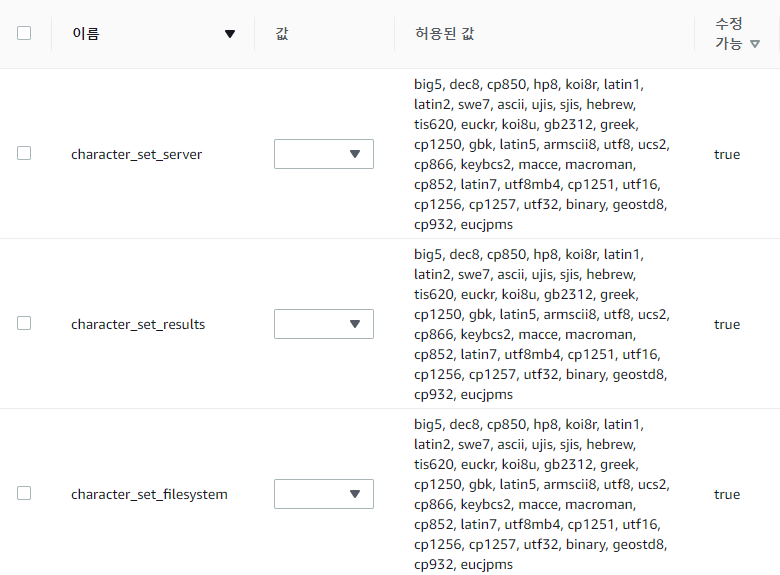 이름
값
허용된 값
수정
가능
character_set_server
big5, dec8, cp850, hp8, koi8r, latin1,
latin2, swe7, ascii, ujis, sjis, hebrew,
tis620, euckr, koi8u, gb2312, greek,
cp1250, gbk, latin5, armscii8, utf8, ucs2,
cp866, keybcs2, macce, macroman,
cp852, latin7, utf8mb4, cp1251, utf16,
cp1256, cp1257, utf32, binary, geostd8,
cp932, eucjpms
true
character_set_results
big5, dec8, cp850, hp8, koi8r, latin1,
latin2, swe7, ascii, ujis, sjis, hebrew,
tis620, euckr, koi8u, gb2312, greek,
cp1250, gbk, latin5, armscii8, utf8, ucs2,
cp866, keybcs2, macce, macroman,
cp852, latin7, utf8mb4, cp1251, utf16,
cp1256, cp1257, utf32, binary, geostd8,
cp932, eucjpms
true
character_set_filesystem
big5, dec8, cp850, hp8, koi8r, latin1,
latin2, swe7, ascii, ujis, sjis, hebrew,
tis620, euckr, koi8u, gb2312, greek,
cp1250, gbk, latin5, armscii8, utf8, ucs2,
cp866, keybcs2, macce, macroman,
cp852, latin7, utf8mb4, cp1251, utf16,
cp1256, cp1257, utf32, binary, geostd8,
cp932, eucjpms
true